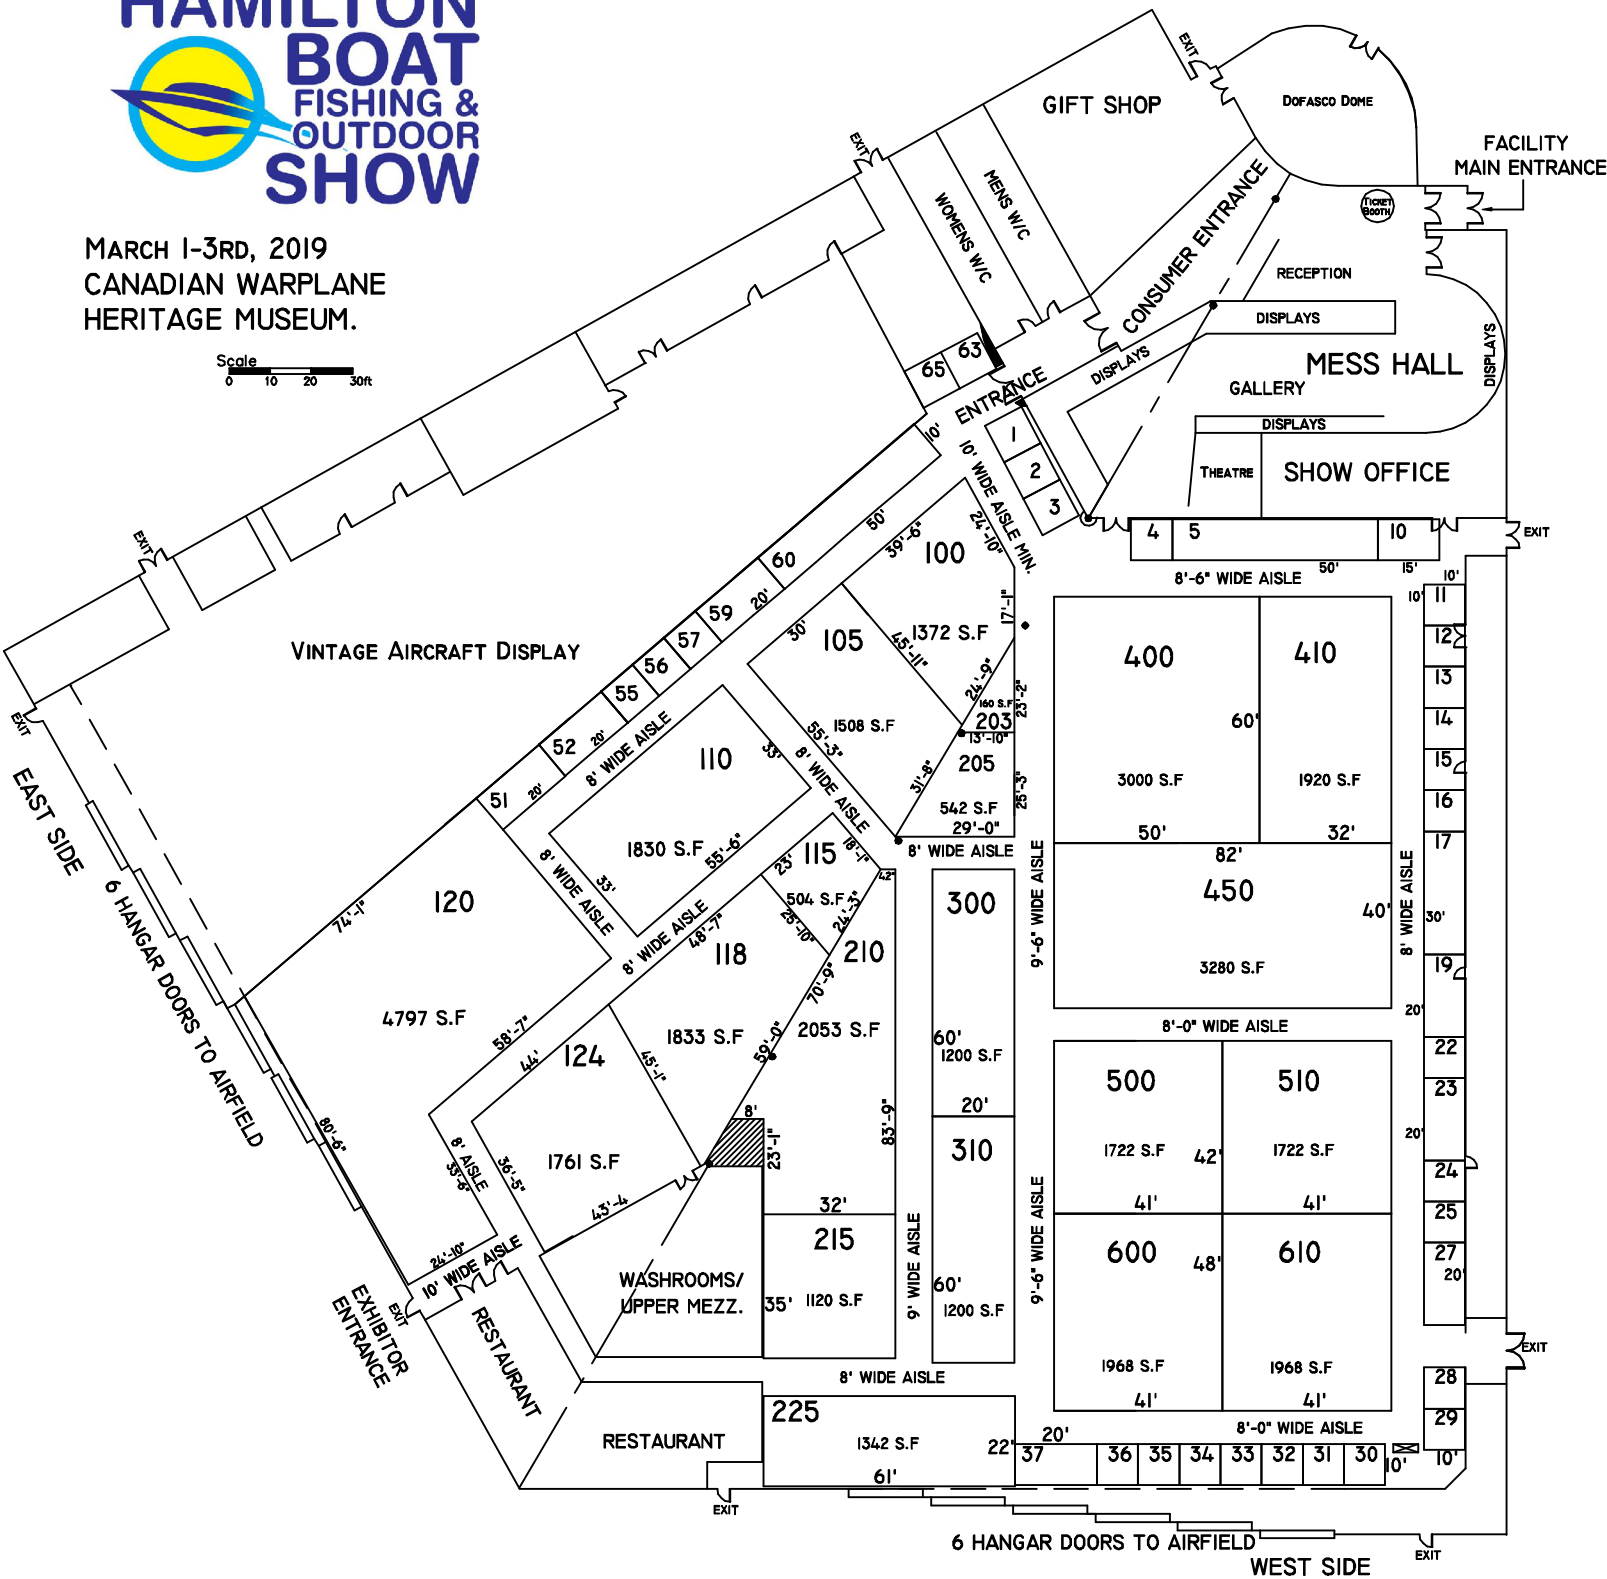 HAMILTON
BOAT
FISHING &
OUTDOOR
SHOW
MARCH 1-3RD, 2019
CANADIAN WARPLANE
HERITAGE MUSEUM.
Scale
0 10 20 30ft
EXIT
GIFT SHOP
DOFASCO DOME
FACILITY
MAIN ENTRANCE
EXIT
MENS W/C
WOMENS W/C
CONSUMER ENTRANCE
TICKET
BOOTH
RECEPTION
DISPLAYS
MESS HALL
DISPLAYS
DISPLAYS
GALLERY
DISPLAYS
THEATRE
SHOW OFFICE
63
65
ENTRANCE
10'
10' WIDE AISLE MIN.
1
2
3
4
5
10
EXIT
50'
15'
10'
8'-6" WIDE AISLE
EXIT
VINTAGE AIRCRAFT DISPLAY
EXIT
EAST SIDE
6 HANGAR DOORS TO AIRFIELD
50'
60
20'
59
57
56
55
20'
52
20'
51
8' WIDE AISLE
100
39'-6"
24'-10"
17'-1"
1372 S.F
45'-11"
24'-9"
105
30'
1508 S.F
55'-3"
160 S.F
203
23'-2"
13'-10"
205
31'-8"
542 S.F
25'-3"
29'-0"
8' WIDE AISLE
8' WIDE AISLE
110
33'
1830 S.F
55'-6"
33'
8' WIDE AISLE
8' WIDE AISLE
115
23'
18'-1"
504 S.F
25'-10"
24'-3"
42"
118
48'-7"
1833 S.F
59'-0"
45'-1"
120
74'-1"
4797 S.F
58'-7"
80'-6"
33'-6"
24'-10"
8' AISLE
124
44'
1761 S.F
36'-5"
43'-4
210
70'-9"
2053 S.F
83'-9"
8'
23'-1"
32'
215
35'
1120 S.F
WASHROOMS/
UPPER MEZZ.
10' WIDE AISLE
EXIT
EXHIBITOR
ENTRANCE
RESTAURANT
RESTAURANT
EXIT
8' WIDE AISLE
225
1342 S.F
22'
61'
9' WIDE AISLE
300
60'
1200 S.F
20'
310
60'
1200 S.F
9'-6" WIDE AISLE
9'-6" WIDE AISLE
400
60'
3000 S.F
50'
410
1920 S.F
32'
82'
450
40'
3280 S.F
8' WIDE AISLE
8'-0" WIDE AISLE
500
1722 S.F
42'
41'
510
1722 S.F
41'
600
48'
1968 S.F
41'
610
1968 S.F
41'
8'-0" WIDE AISLE
10'
11
12
13
14
15
16
17
30'
19
20'
22
23
20'
24
25
27
20'
EXIT
28
29
10'
20'
37
36
35
34
33
32
31
30
10'
6 HANGAR DOORS TO AIRFIELD
WEST SIDE
EXIT